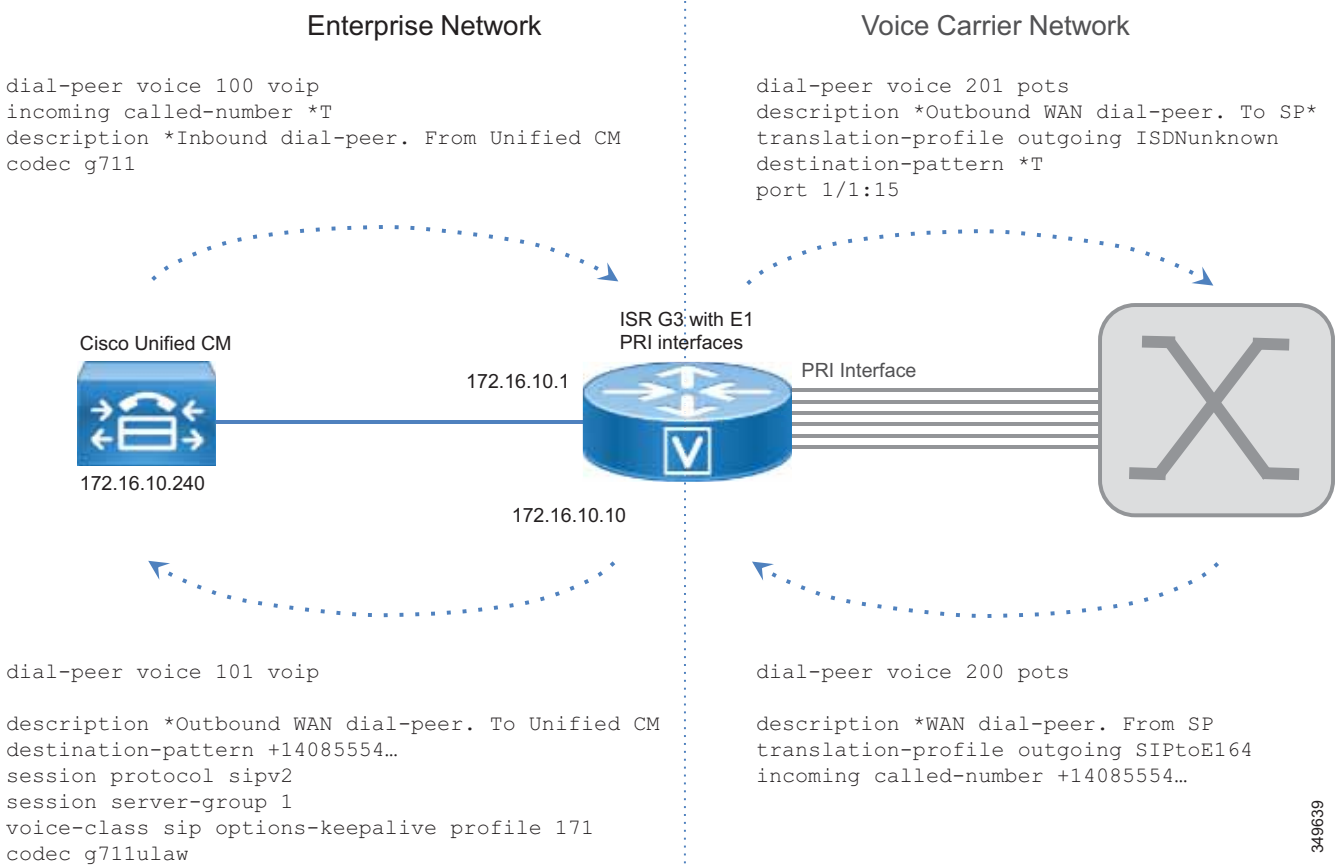 Enterprise Network
Voice Carrier Network
dial-peer voice 100 voip
incoming called-number *T
description *Inbound dial-peer. From Unified CM
codec g711
dial-peer voice 201 pots
description *Outbound WAN dial-peer. To SP*
translation-profile outgoing ISDNunknown
destination-pattern *T
port 1/1:15
Cisco Unified CM
172.16.10.240
172.16.10.1
ISR G3 with E1
PRI interfaces
V
172.16.10.10
PRI Interface
dial-peer voice 101 voip
description *Outbound WAN dial-peer. To Unified CM
destination-pattern +14085554…
session protocol sipv2
session server-group 1
voice-class sip options-keepalive profile 171
codec g711ulaw
dial-peer voice 200 pots
description *WAN dial-peer. From SP
translation-profile outgoing SIPtoE164
incoming called-number +14085554…
349639